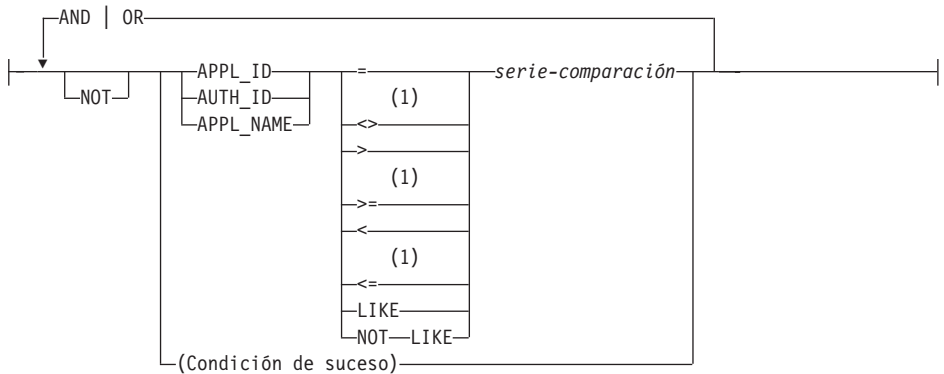 AND | OR
APPL_ID = serie-comparación
NOT AUTH_ID (1)
APPL_NAME <>
>
(1)
>=
<
(1)
<=
LIKE
NOT LIKE
(Condición de suceso)